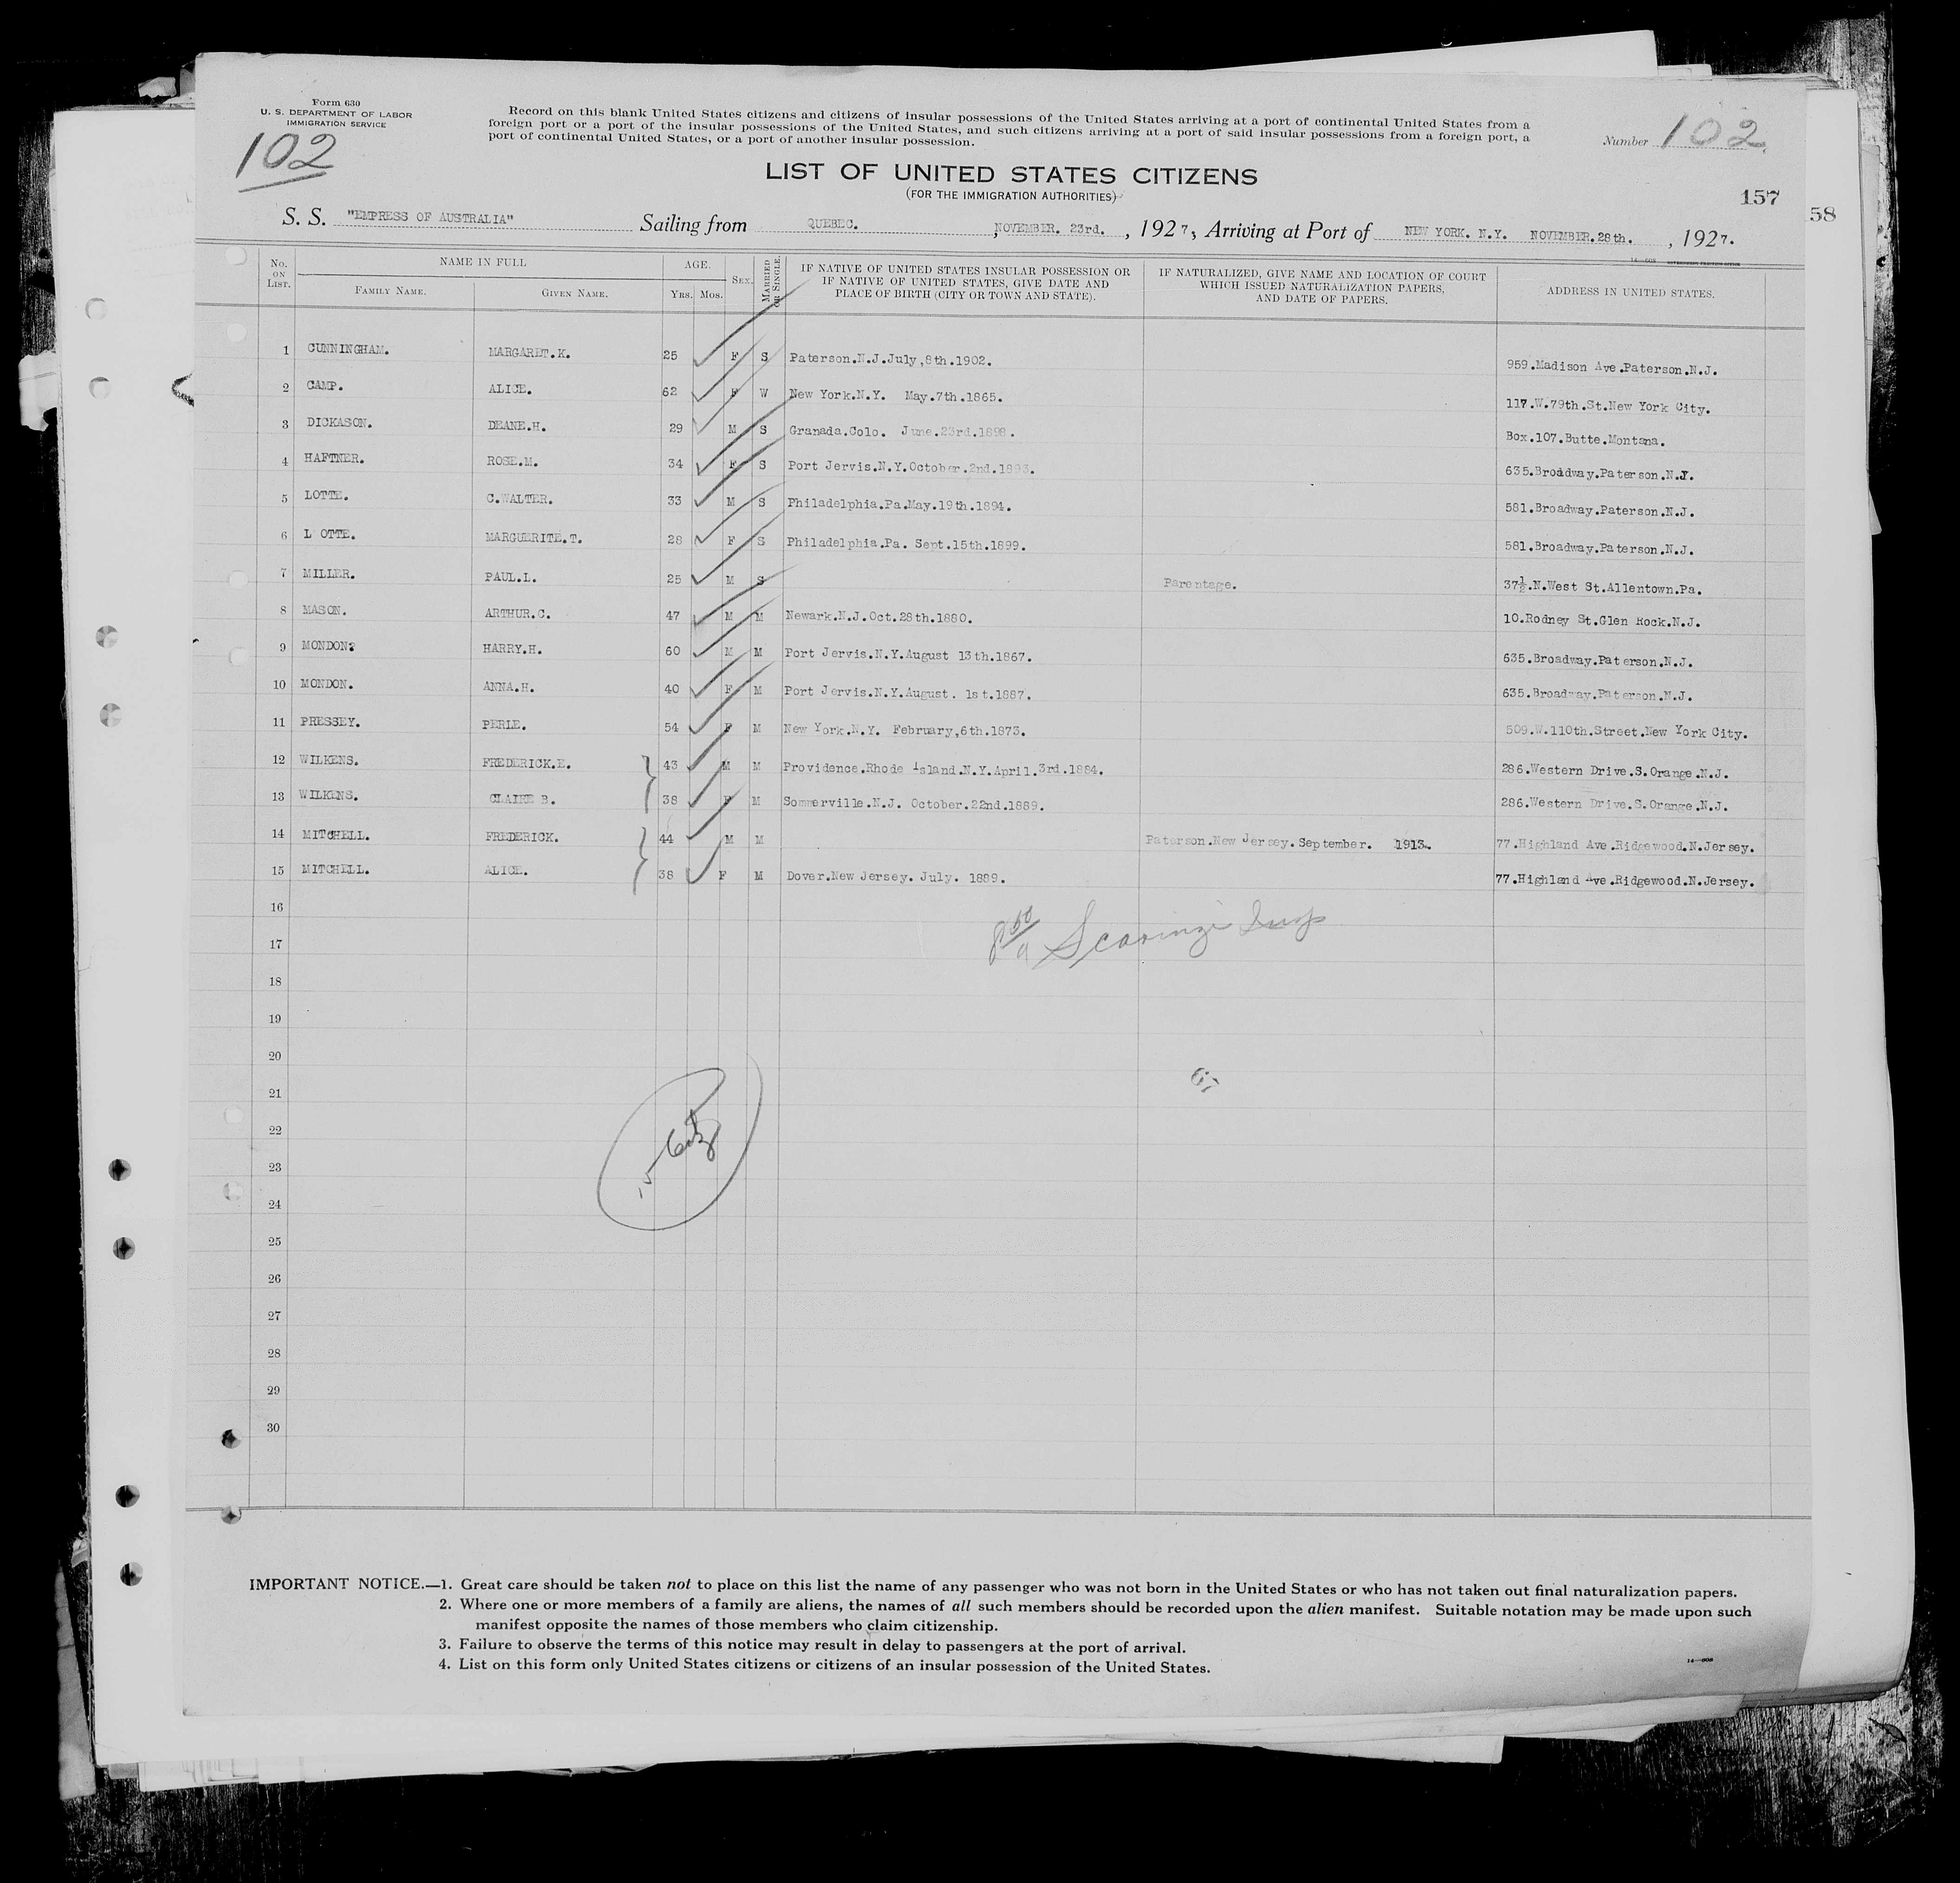 Form 630
U. S. DEPARTMENT OF LABOR
IMMIGRATION SERVICE
102
Record on this blank United States citizens and citizens of insular possessions of the United States arriving at a port of continental United States from a
foreign port or a port of the insular possessions of the United States, and such citizens arriving at a port of said insular possessions from a foreign port, a
port of continental United States, or a port of another insular possession.
Number 102.
LIST OF UNITED STATES CITIZENS
(FOR THE IMMIGRATION AUTHORITIES)
157
58
S. S. "EMPRESS OF AUSTRALIA" Sailing from QUEBEC. , NOVEMBER. 23rd. , 1927, Arriving at Port of NEW YORK. N.Y. NOVEMBER.28th. , 1927.
No. ON LIST. NAME IN FULL AGE. SEX. MARRIED OR SINGLE. IF NATIVE OF UNITED STATES INSULAR POSSESSION OR IF NATIVE OF UNITED STATES, GIVE DATE AND PLACE OF BIRTH (CITY OR TOWN AND STATE). IF NATURALIZED, GIVE NAME AND LOCATION OF COURT WHICH ISSUED NATURALIZATION PAPERS, AND DATE OF PAPERS. ADDRESS IN UNITED STATES.
FAMILY NAME. GIVEN NAME. Yrs. Mos.
1 CUNNINGHAM. MARGARET.K. 25 F S Paterson.N.J.July,8th.1902. 959.Madison Ave.Paterson.N.J.
2 CAMP. ALICE. 62 F W New York.N.Y. May.7th.1865. 117.W.79th.St.New York City.
3 DICKASON. DEANE.H. 29 M S Granada.Colo. June.23rd.1898. Box.107.Butte.Montana.
4 HAFTNER. ROSE.M. 34 F S Port Jervis.N.Y.October.2nd.1893. 635.Broadway.Paterson.N.J.
5 LOTTE. C.WALTER. 33 M S Philadelphia.Pa.May.19th.1894. 581.Broadway.Paterson.N.J.
6 L OTTE. MARGUERITE.T. 28 F S Philadelphia.Pa. Sept.15th.1899. 581.Broadway.Paterson.N.J.
7 MILLER. PAUL.L. 25 M S Parentage. 37½.N.West St.Allentown.Pa.
8 MASON. ARTHUR.C. 47 M M Newark.N.J.Oct.28th.1880. 10.Rodney St.Glen Rock.N.J.
9 MONDON? HARRY.H. 60 M M Port Jervis.N.Y.August 13th.1867. 635.Broadway.Paterson.N.J.
10 MONDON. ANNA.H. 40 F M Port Jervis.N.Y.August. 1st.1887. 635.Broadway.Paterson.N.J.
11 PRESSEY. PERLE. 54 F M New York.N.Y. February,6th.1873. 509.W.110th.Street.New York City.
12 WILKENS. FREDERICK.E. 43 M M Providence.Rhode Island.N.Y.April.3rd.1884. 286.Western Drive.S.Orange.N.J.
13 WILKENS. CLAIRE B. 38 F M Sommerville.N.J. October.22nd.1889. 286.Western Drive.S.Orange.N.J.
14 MITCHELL. FREDERICK. 44 M M Paterson.New Jersey.September. 1913. 77.Highland Ave.Ridgewood.N.Jersey.
15 MITCHELL. ALICE. 38 F M Dover.New Jersey. July. 1889. 77.Highland Ave.Ridgewood.N.Jersey.
16
17
18
19
20
21
67
22
23
24
25
26
27
28
29
30
IMPORTANT NOTICE.—1. Great care should be taken not to place on this list the name of any passenger who was not born in the United States or who has not taken out final naturalization papers.
2. Where one or more members of a family are aliens, the names of all such members should be recorded upon the alien manifest. Suitable notation may be made upon such
manifest opposite the names of those members who claim citizenship.
3. Failure to observe the terms of this notice may result in delay to passengers at the port of arrival.
4. List on this form only United States citizens or citizens of an insular possession of the United States.